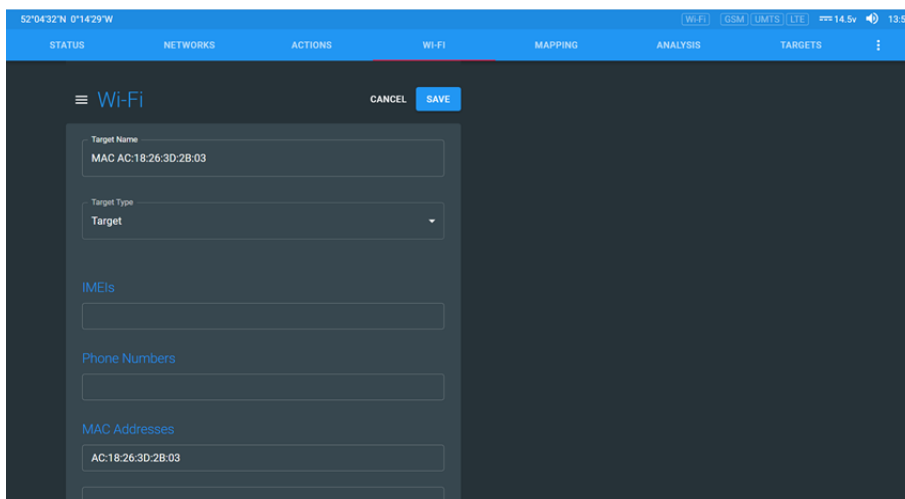 52°04'32"N 0°14'29"W Wi-Fi GSM UMTS LTE 14.5v
STATUS NETWORKS ACTIONS WI-FI MAPPING ANALYSIS TARGETS
Wi-Fi CANCEL SAVE
Target Name
MAC AC:18:26:3D:2B:03
Target Type
Target
IMEIs
Phone Numbers
MAC Addresses
AC:18:26:3D:2B:03